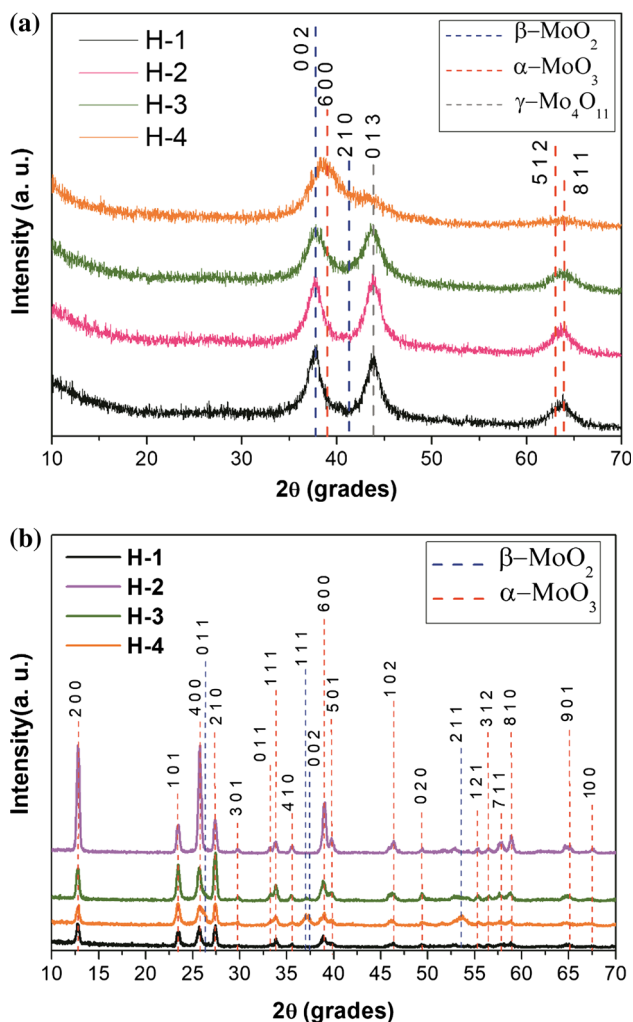 (a)
H-1
H-2
H-3
H-4
0 0 2
6 0 0
2 1 0
0 1 3
β–MoO₂
α–MoO₃
γ–Mo₄O₁₁
5 1 2
8 1 1
Intensity (a. u.)
10 20 30 40 50 60 70
2θ (grades)
(b)
H-1
H-2
H-3
H-4
β–MoO₂
α–MoO₃
2 0 0
1 0 1
4 0 0
0 1 1
2 1 0
3 0 1
0 1 1
1 1 1
4 1 0
1 1 1
0 0 2
6 0 0
5 0 1
1 0 2
0 2 0
2 1 1
1 2 1
3 1 2
7 1 1
8 1 0
9 0 1
1 0 0
Intensity(a. u.)
10 15 20 25 30 35 40 45 50 55 60 65 70
2θ (grades)